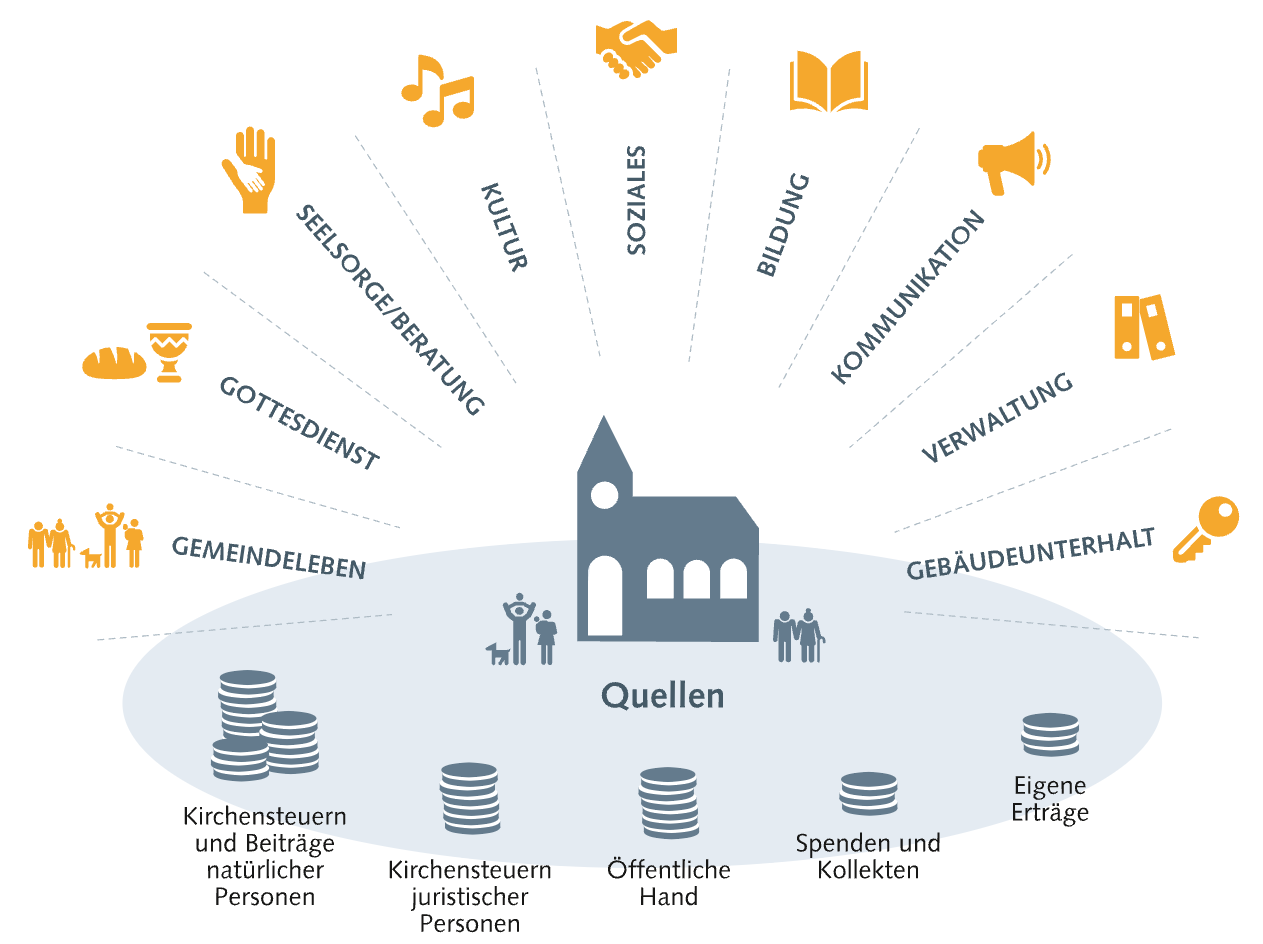 GEMEINDELEBEN
GOTTESDIENST
SEELSORGE/BERATUNG
KULTUR
SOZIALES
BILDUNG
KOMMUNIKATION
VERWALTUNG
GEBÄUDEUNTERHALT
Quellen
Kirchensteuern
und Beiträge
natürlicher
Personen
Kirchensteuern
juristischer
Personen
Öffentliche
Hand
Spenden und
Kollekten
Eigene
Erträge